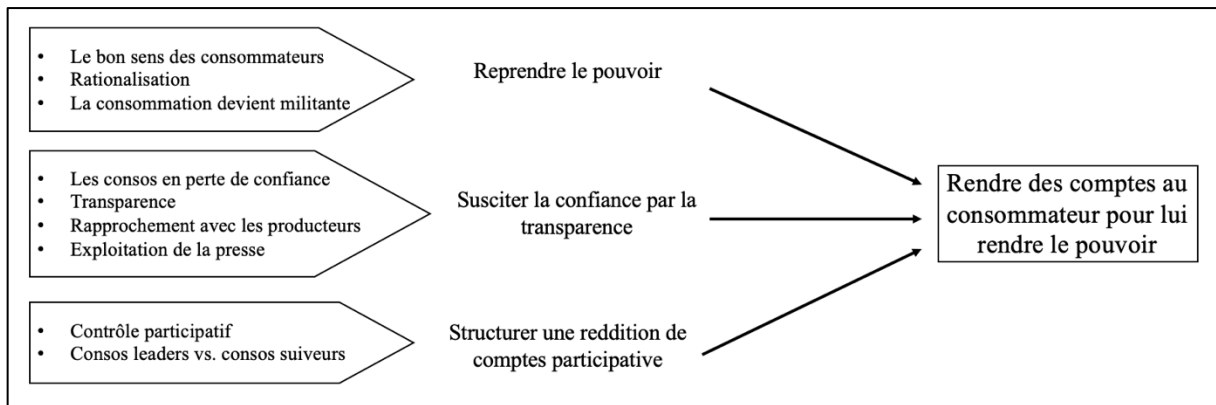 • Le bon sens des consommateurs
• Rationalisation
• La consommation devient militante
Reprendre le pouvoir
• Les consos en perte de confiance
• Transparence
• Rapprochement avec les producteurs
• Exploitation de la presse
Susciter la confiance par la
transparence
• Contrôle participatif
• Consos leaders vs. consos suiveurs
Structurer une reddition de
comptes participative
Rendre des comptes au
consommateur pour lui
rendre le pouvoir